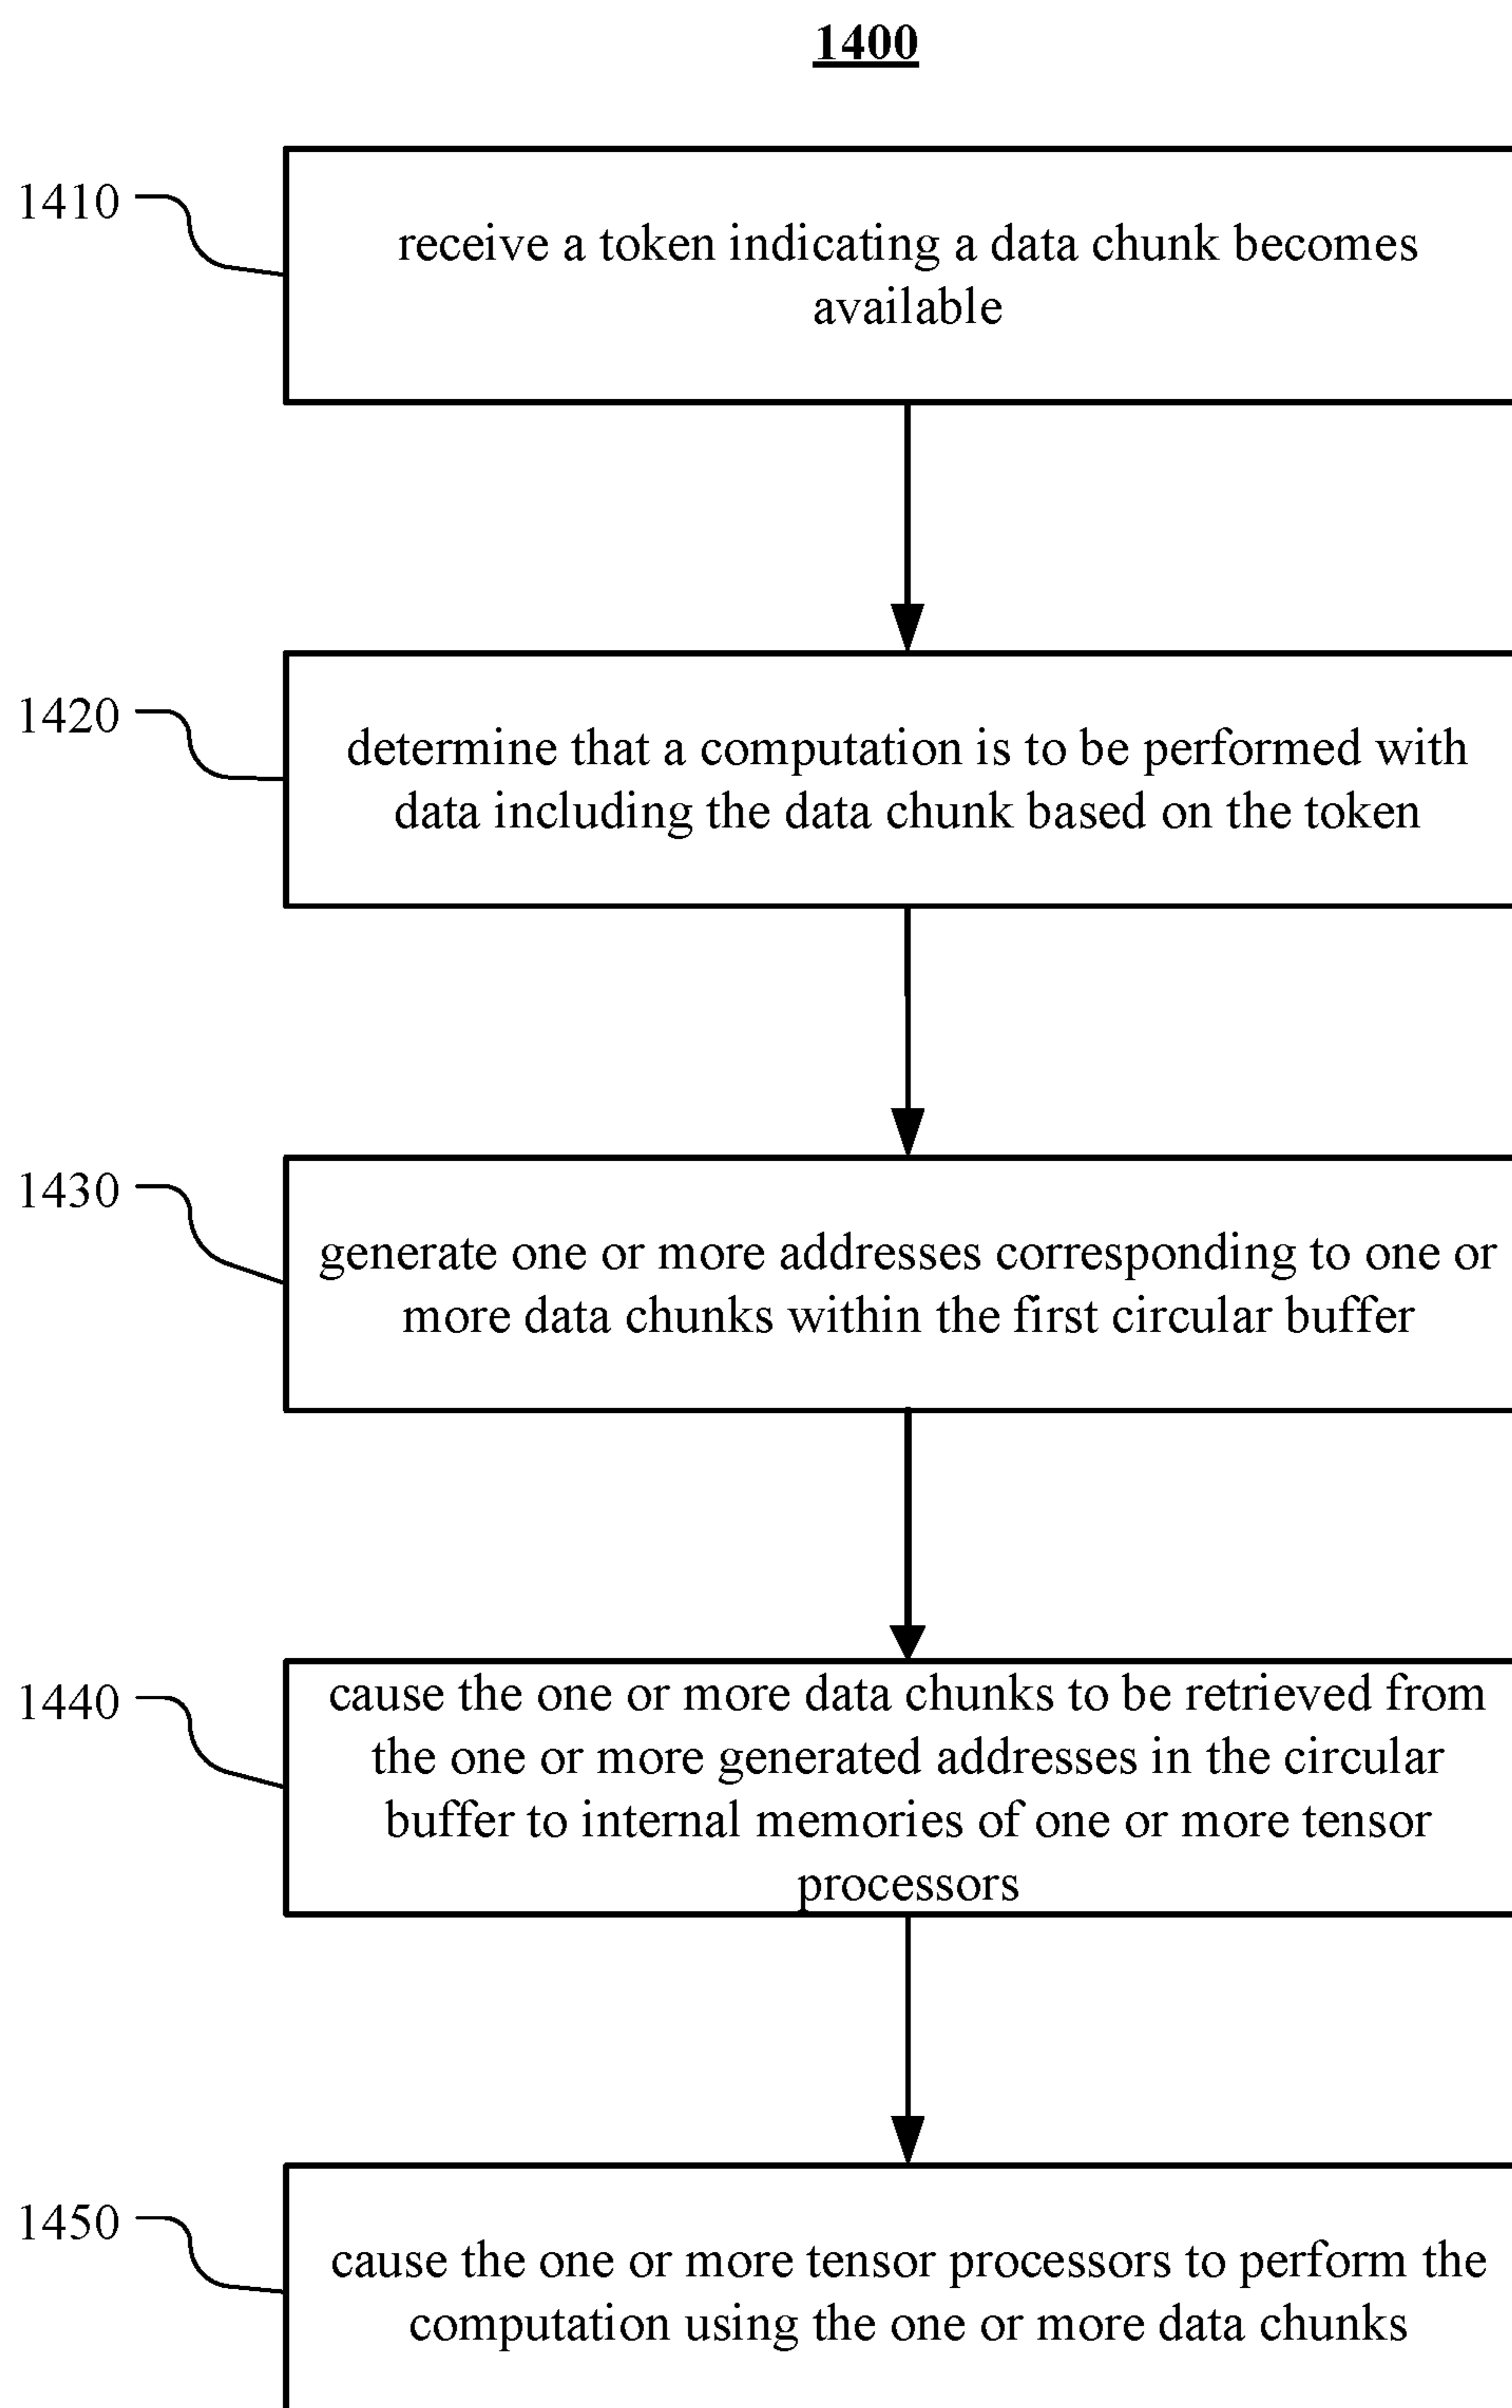 1400
1410
receive a token indicating a data chunk becomes
available
1420
determine that a computation is to be performed with
data including the data chunk based on the token
1430
generate one or more addresses corresponding to one or
more data chunks within the first circular buffer
1440
cause the one or more data chunks to be retrieved from
the one or more generated addresses in the circular
buffer to internal memories of one or more tensor
processors
1450
cause the one or more tensor processors to perform the
computation using the one or more data chunks